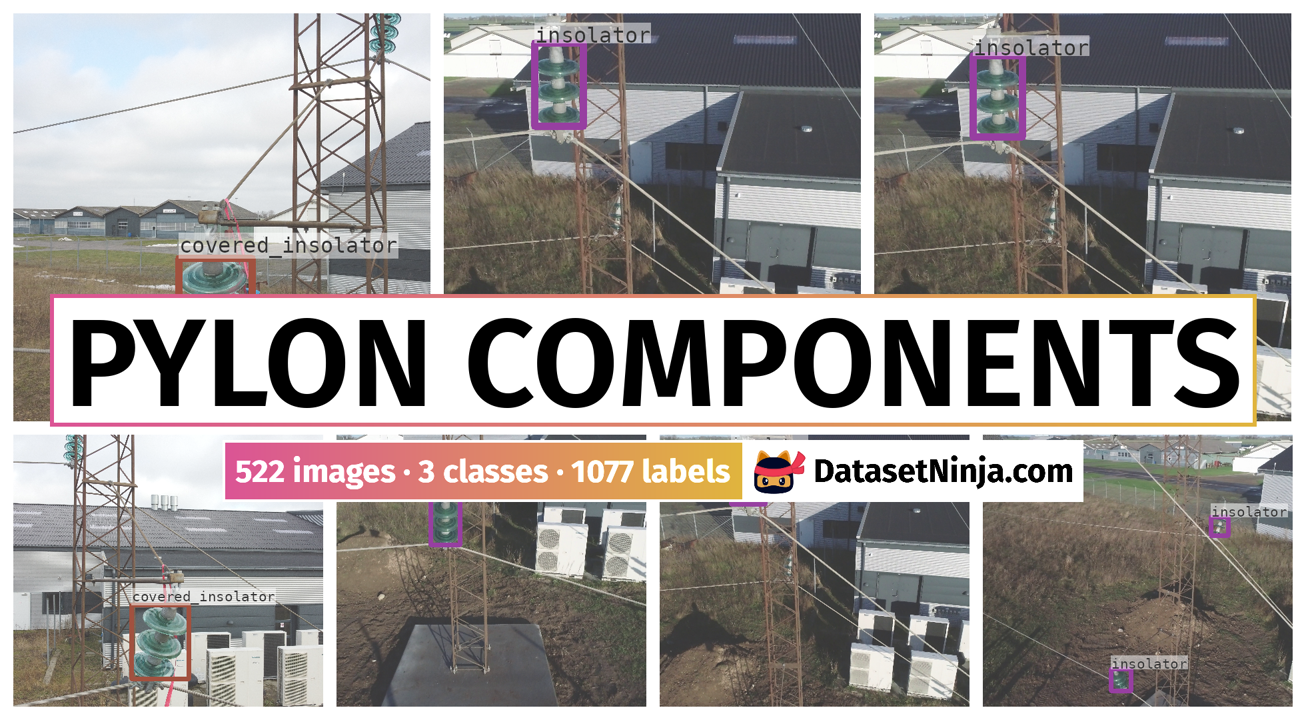 insolator
insolator
covered_insolator
PYLON COMPONENTS
522 images · 3 classes · 1077 labels
DatasetNinja.com
insolator
covered_insolator
insolator